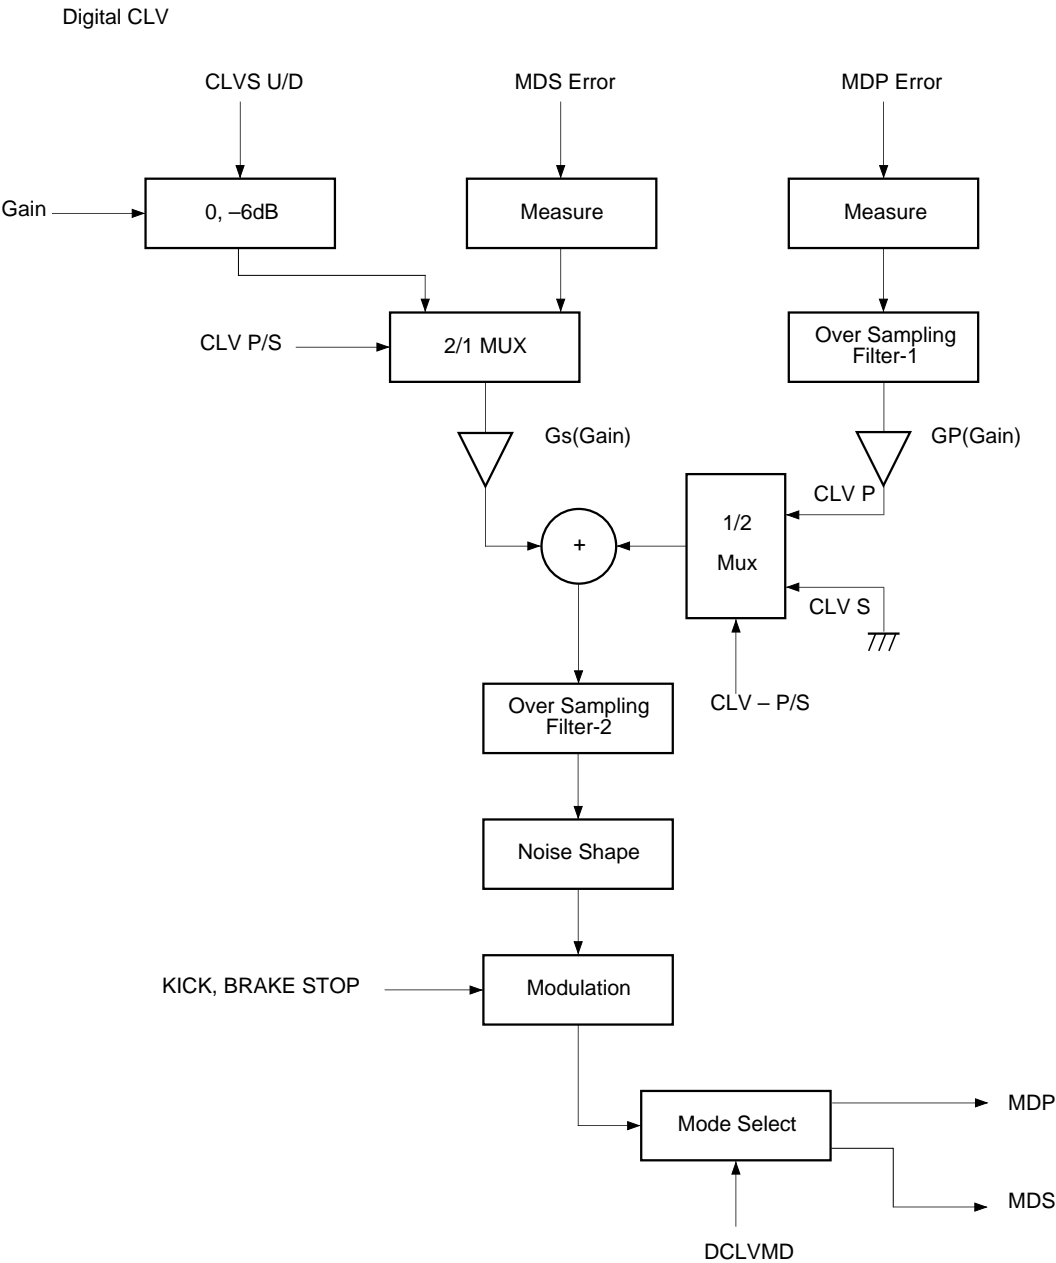 Digital CLV
CLVS U/D
MDS Error
MDP Error
Gain
0, –6dB
Measure
Measure
CLV P/S
2/1 MUX
Over Sampling
Filter-1
Gs(Gain)
GP(Gain)
CLV P
1/2
Mux
+
CLV S
CLV – P/S
Over Sampling
Filter-2
Noise Shape
KICK, BRAKE STOP
Modulation
Mode Select
MDP
MDS
DCLVMD